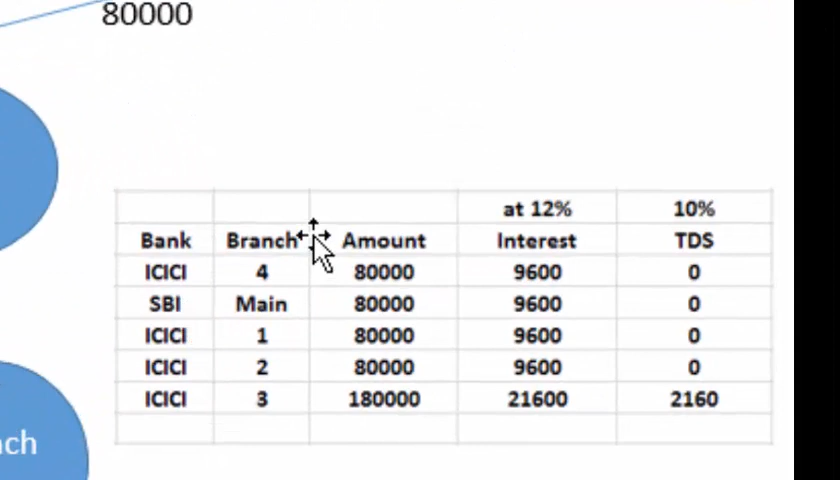 80000
at 12% 10%
Bank Branch Amount Interest TDS
ICICI 4 80000 9600 0
SBI Main 80000 9600 0
ICICI 1 80000 9600 0
ICICI 2 80000 9600 0
ICICI 3 180000 21600 2160